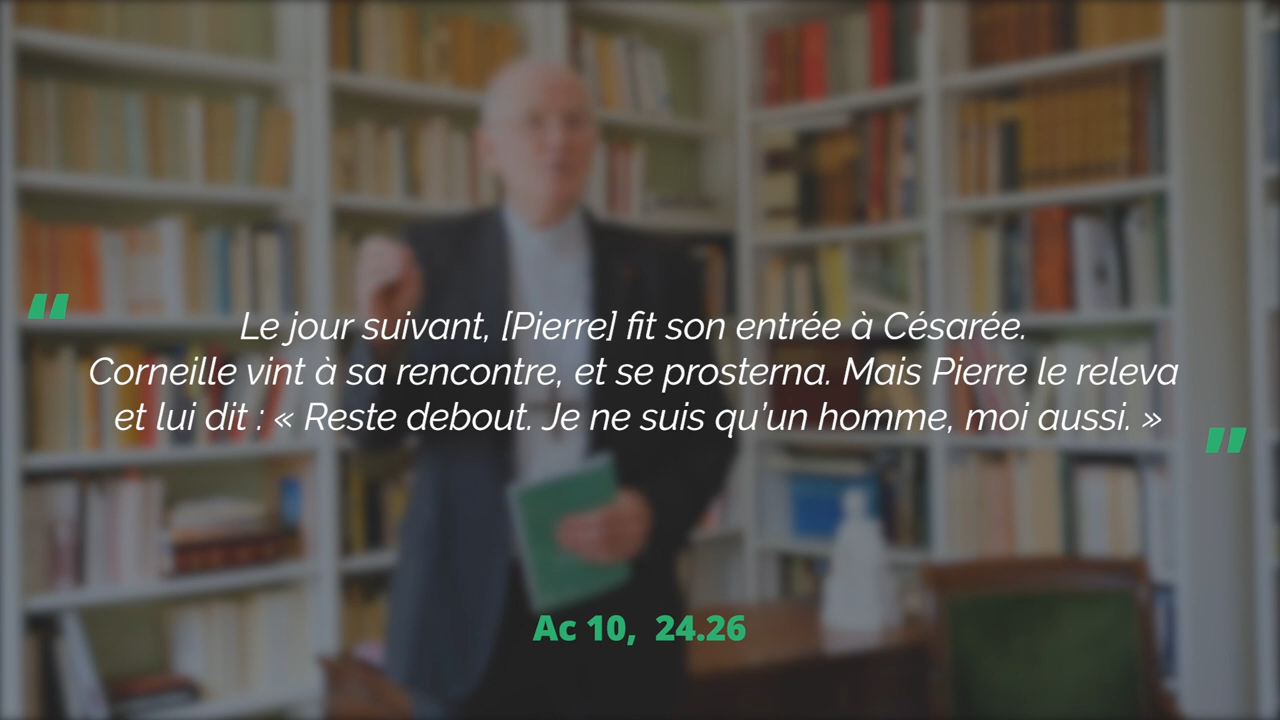 "
Le jour suivant, [Pierre] fit son entrée à Césarée.
Corneille vint à sa rencontre, et se prosterna. Mais Pierre le releva
et lui dit : « Reste debout. Je ne suis qu’un homme, moi aussi. »
"
Ac 10, 24.26